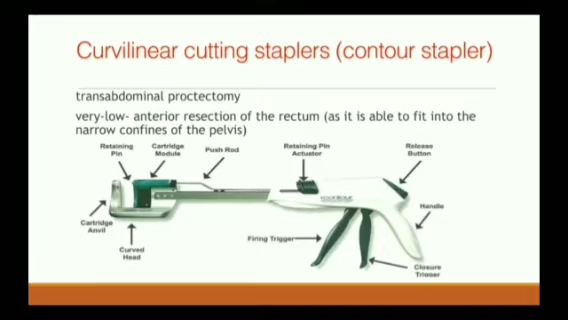 Curvilinear cutting staplers (contour stapler)
transabdominal proctectomy
very-low- anterior resection of the rectum (as it is able to fit into the
narrow confines of the pelvis)
Retaining
Pin
Cartridge
Module
Push Rod
Retaining Pin
Actuator
Release
Button
Handle
Cartridge
Anvil
Curved
Head
Firing Trigger
Closure
Trigger
contour